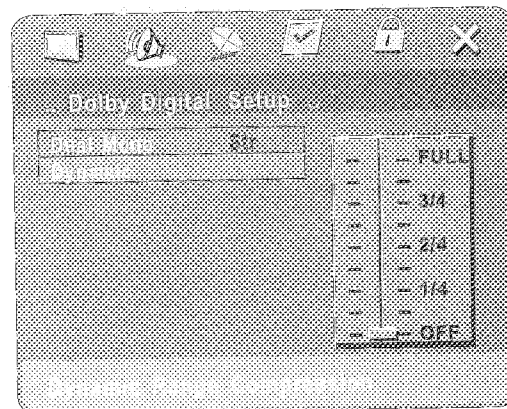 .. Dolby Digital Setup ..
Dual Mono Str
Dynamic
FULL
3/4
2/4
1/4
OFF
Dynamic Range Compression